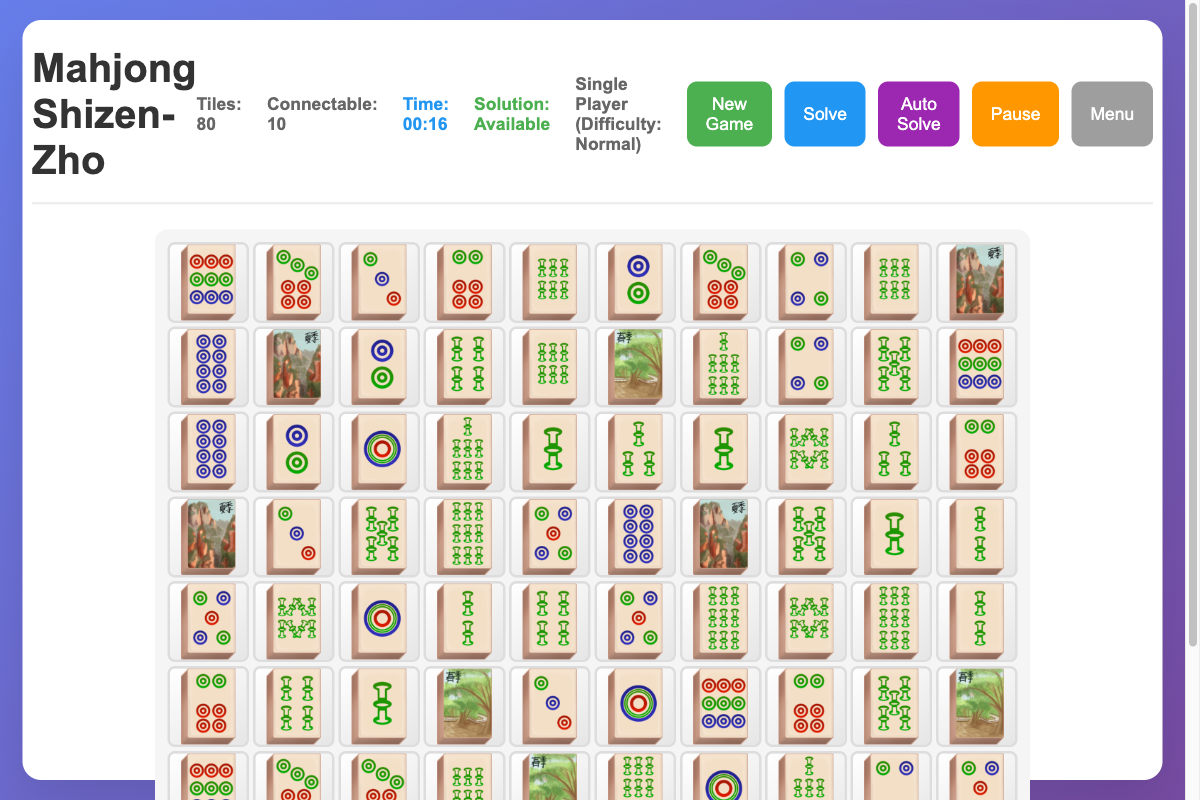 Mahjong
Shizen-
Zho
Tiles:
80
Connectable:
10
Time:
00:16
Solution:
Available
Single
Player
(Difficulty:
Normal)
New
Game
Solve
Auto
Solve
Pause
Menu